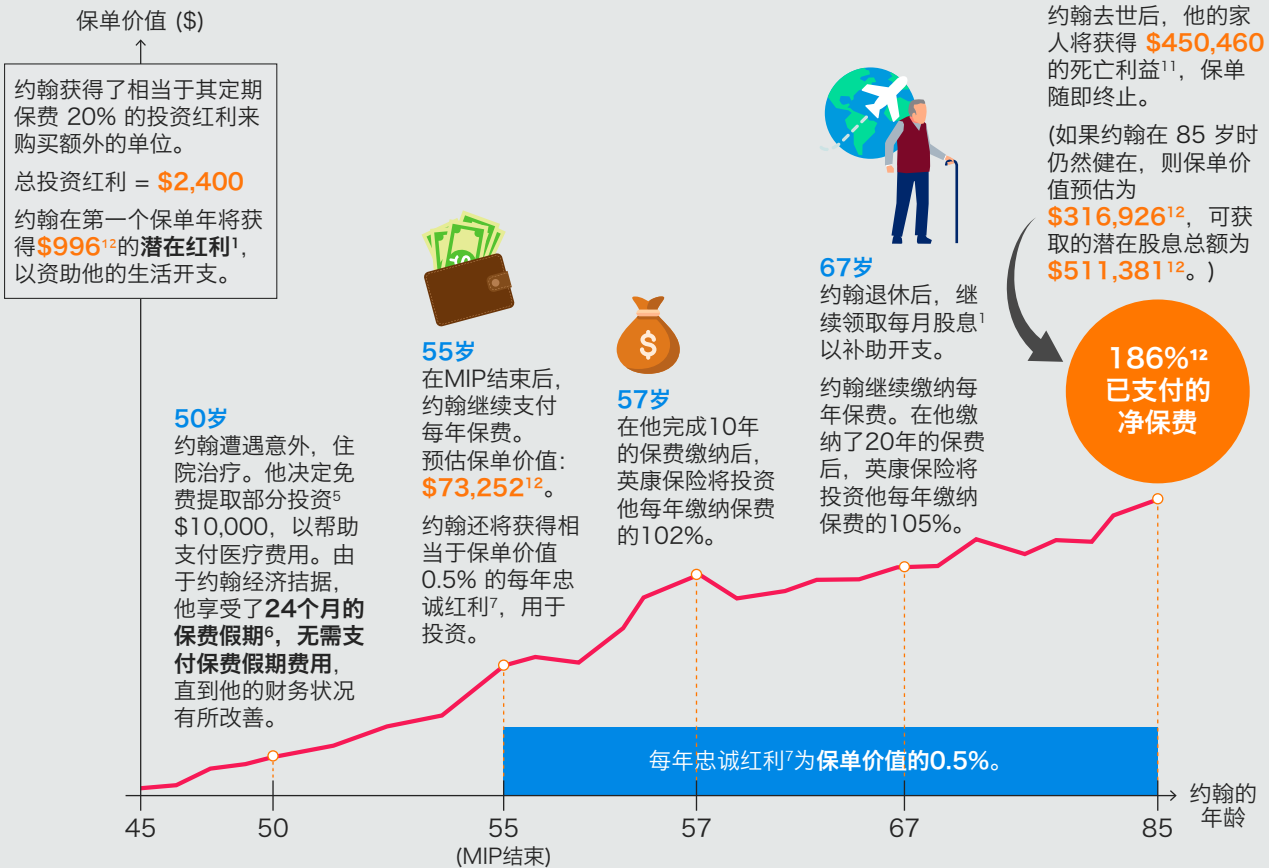 保单价值 ($)
约翰获得了相当于其定期
保费 20% 的投资红利来
购买额外的单位。
总投资红利 = $2,400
约翰在第一个保单年将获
得$996¹²的潜在红利¹，
以资助他的生活开支。
50岁
约翰遭遇意外，住
院治疗。他决定免
费提取部分投资⁵
$10,000，以帮助
支付医疗费用。由
于约翰经济拮据，
他享受了24个月的
保费假期⁶，无需支
付保费假期费用，
直到他的财务状况
有所改善。
55岁
在MIP结束后，
约翰继续支付
每年保费。
预估保单价值：
$73,252¹²。
约翰还将获得相
当于保单价值
0.5% 的每年忠
诚红利⁷，用于
投资。
57岁
在他完成10年
的保费缴纳后，
英康保险将投资
他每年缴纳保费
的102%。
67岁
约翰退休后，继
续领取每月股息¹
以补助开支。
约翰继续缴纳每
年保费。在他缴
纳了20年的保费
后，英康保险将
投资他每年缴纳
保费的105%。
约翰去世后，他的家
人将获得 $450,460
的死亡利益¹¹，保单
随即终止。
(如果约翰在 85 岁时
仍然健在，则保单价
值预估为
$316,926¹²，可获
取的潜在股息总额为
$511,381¹²。)
186%¹²
已支付的
净保费
每年忠诚红利⁷为保单价值的0.5%。
45
50
55
(MIP结束)
57
67
85
约翰的
年龄